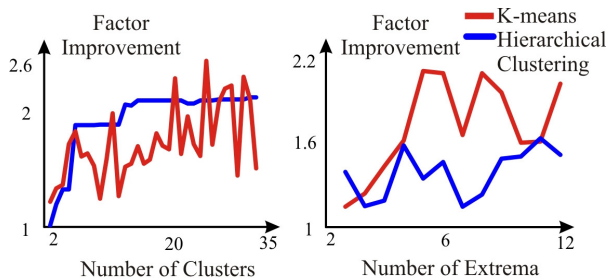 Factor
Improvement
2.6
2
1
2
20
35
Number of Clusters
Factor
Improvement
K-means
Hierarchical
Clustering
2.2
1.6
1
2
6
12
Number of Extrema